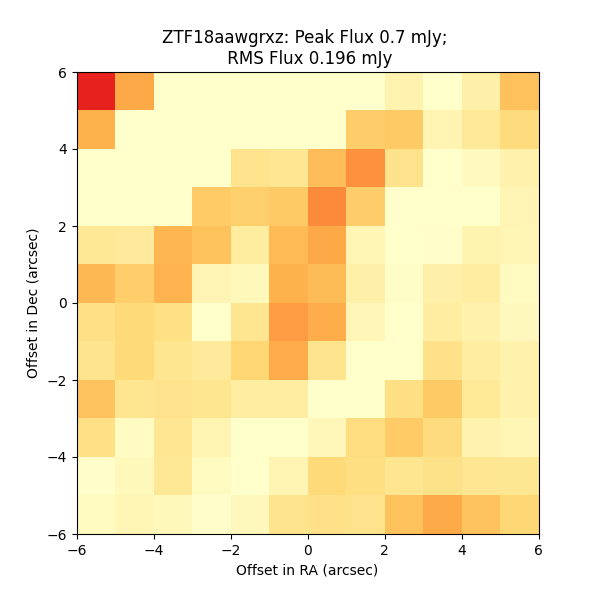 ZTF18aawgrxz: Peak Flux 0.7 mJy;
RMS Flux 0.196 mJy
6
4
2
0
−2
−4
−6
Offset in Dec (arcsec)
−6 −4 −2 0 2 4 6
Offset in RA (arcsec)